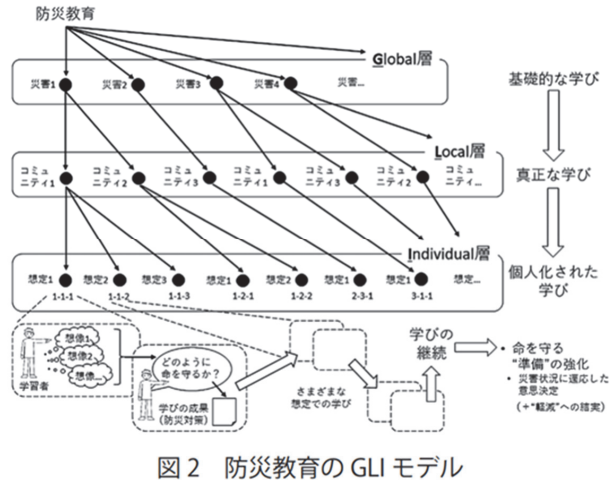 防災教育
Global層
災害1
災害2
災害3
災害4
災害…
基礎的な学び
Local層
コミュニティ1
コミュニティ2
コミュニティ3
コミュニティ1
コミュニティ3
コミュニティ2
コミュニティ…
真正な学び
Individual層
想定1
想定2
想定3
想定1
想定2
想定1
想定1
想定…
1-1-1
1-1-2
1-1-3
1-2-1
1-2-2
2-3-1
3-1-1
個人化された
学び
想像1
想像2
想像…
学習者
どのように
命を守るか?
学びの成果
(防災対策)
さまざまな
想定での学び
学びの
継続
• 命を守る
“準備”の強化
• 災害状況に適応した
意思決定
(+“軽減”への踏実)
図 2 防災教育の GLI モデル